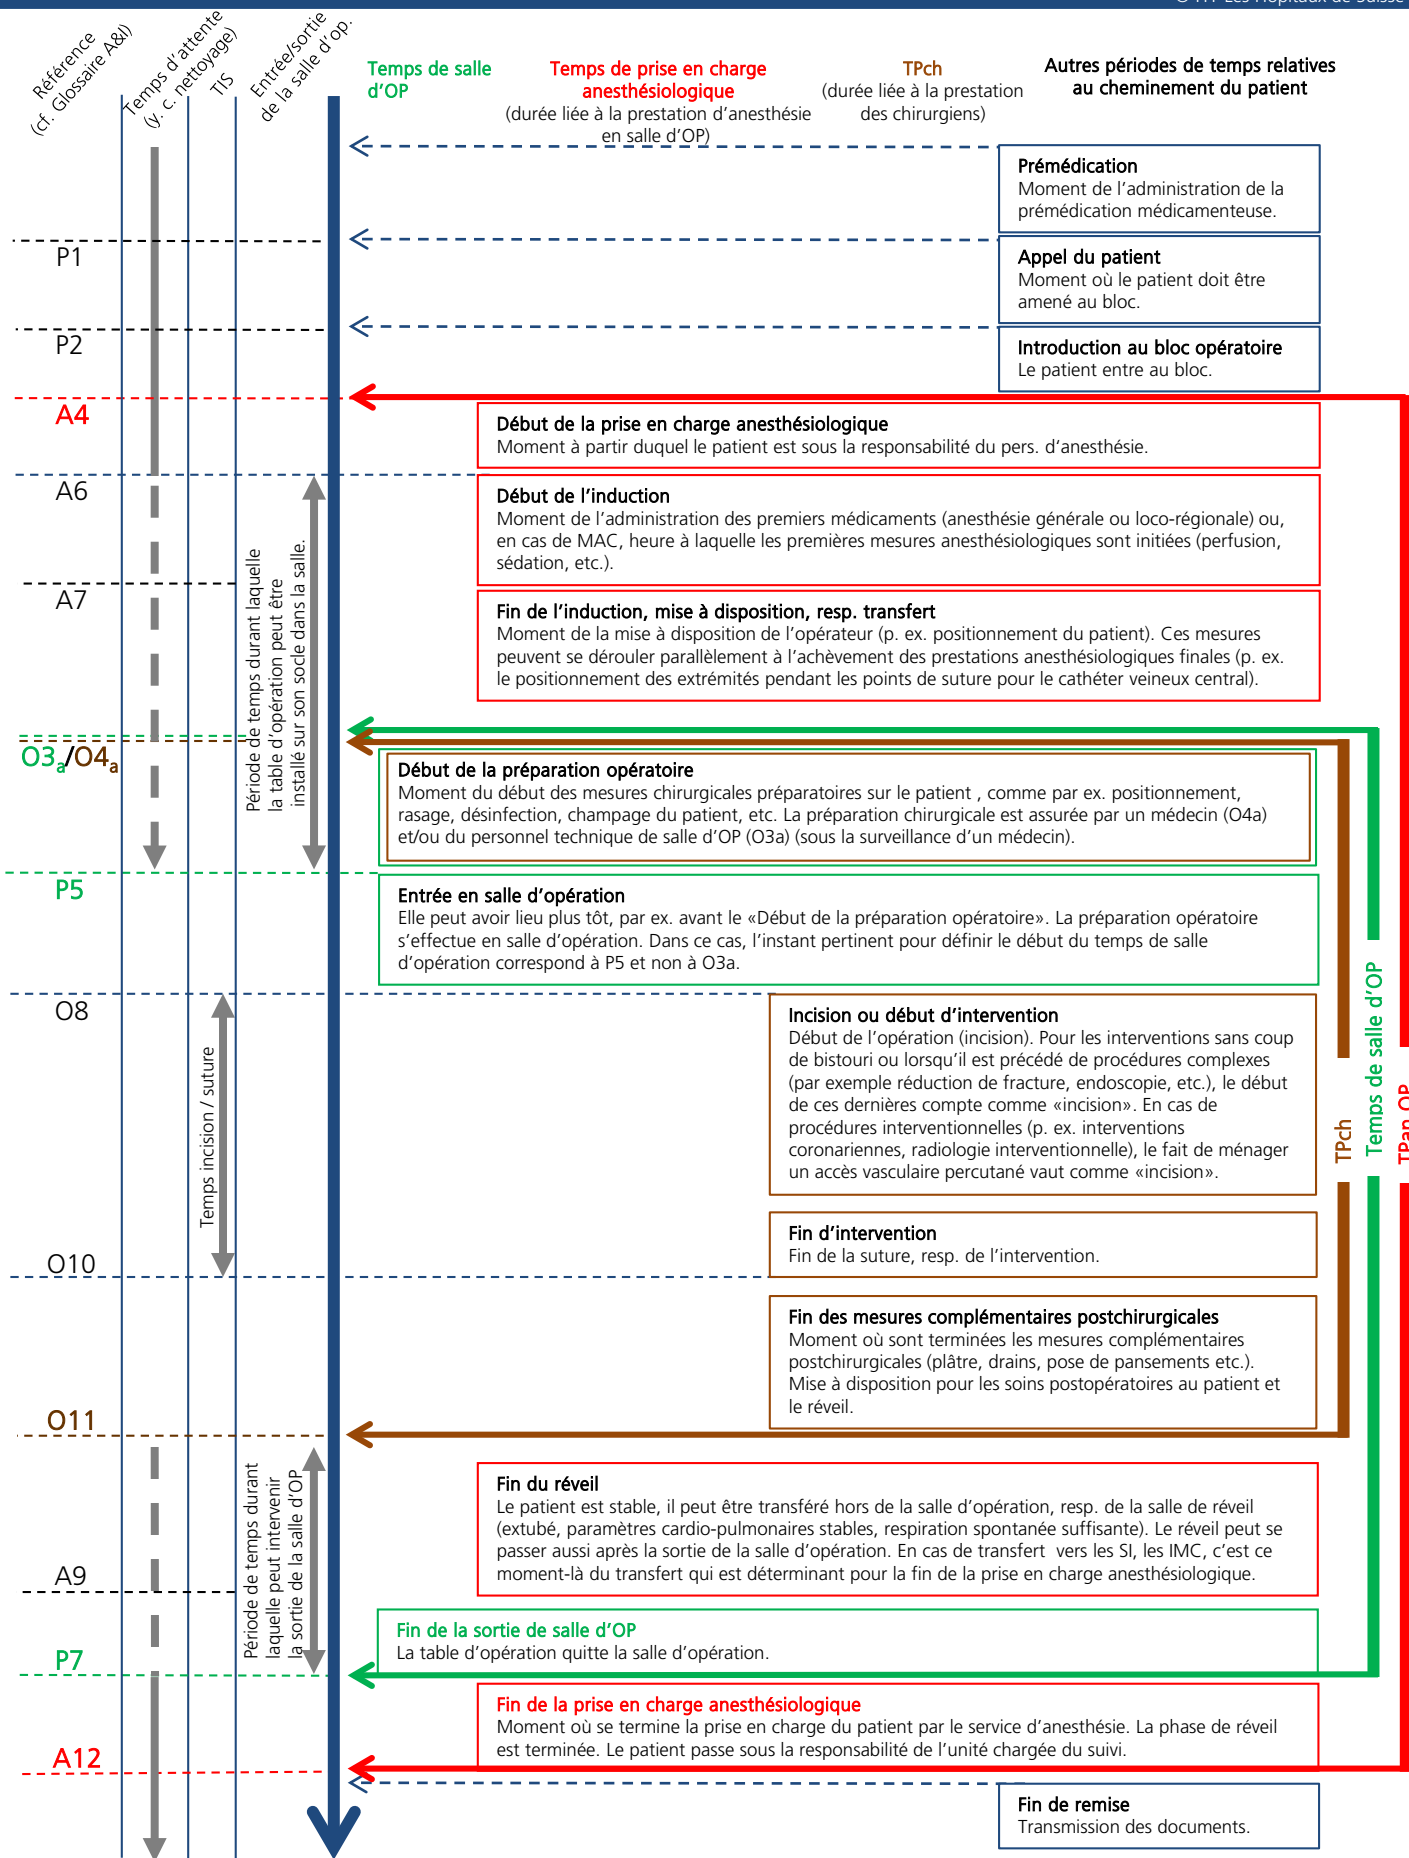 © H+ Les Hôpitaux de Suisse
Référence
(cf. Glossaire A&I)
Temps d'attente
(y. c. nettoyage)
TIS
Entrée/sortie
de la salle d'op.
Temps de salle
d'OP
Temps de prise en charge
anesthésiologique
(durée liée à la prestation d'anesthésie
en salle d'OP)
TPch
(durée liée à la prestation
des chirurgiens)
Autres périodes de temps relatives
au cheminement du patient
Prémédication
Moment de l'administration de la
prémédication médicamenteuse.
P1
Appel du patient
Moment où le patient doit être
amené au bloc.
P2
Introduction au bloc opératoire
Le patient entre au bloc.
A4
Début de la prise en charge anesthésiologique
Moment à partir duquel le patient est sous la responsabilité du pers. d'anesthésie.
A6
Début de l'induction
Moment de l'administration des premiers médicaments (anesthésie générale ou loco-régionale) ou,
en cas de MAC, heure à laquelle les premières mesures anesthésiologiques sont initiées (perfusion,
sédation, etc.).
A7
Période de temps durant laquelle
la table d'opération peut être
installé sur son socle dans la salle.
Fin de l'induction, mise à disposition, resp. transfert
Moment de la mise à disposition de l'opérateur (p. ex. positionnement du patient). Ces mesures
peuvent se dérouler parallèlement à l'achèvement des prestations anesthésiologiques finales (p. ex.
le positionnement des extrémités pendant les points de suture pour le cathéter veineux central).
O3a/O4a
Début de la préparation opératoire
Moment du début des mesures chirurgicales préparatoires sur le patient , comme par ex. positionnement,
rasage, désinfection, champage du patient, etc. La préparation chirurgicale est assurée par un médecin (O4a)
et/ou du personnel technique de salle d'OP (O3a) (sous la surveillance d'un médecin).
P5
Entrée en salle d'opération
Elle peut avoir lieu plus tôt, par ex. avant le «Début de la préparation opératoire». La préparation opératoire
s'effectue en salle d'opération. Dans ce cas, l'instant pertinent pour définir le début du temps de salle
d'opération correspond à P5 et non à O3a.
O8
Temps incision / suture
Incision ou début d'intervention
Début de l'opération (incision). Pour les interventions sans coup
de bistouri ou lorsqu'il est précédé de procédures complexes
(par exemple réduction de fracture, endoscopie, etc.), le début
de ces dernières compte comme «incision». En cas de
procédures interventionnelles (p. ex. interventions
coronariennes, radiologie interventionnelle), le fait de ménager
un accès vasculaire percutané vaut comme «incision».
TPch
Temps de salle d'OP
TPan OP
Fin d'intervention
Fin de la suture, resp. de l'intervention.
O10
Fin des mesures complémentaires postchirurgicales
Moment où sont terminées les mesures complémentaires
postchirurgicales (plâtre, drains, pose de pansements etc.).
Mise à disposition pour les soins postopératoires au patient et
le réveil.
O11
Période de temps durant
laquelle peut intervenir
la sortie de la salle d'OP
Fin du réveil
Le patient est stable, il peut être transféré hors de la salle d'opération, resp. de la salle de réveil
(extubé, paramètres cardio-pulmonaires stables, respiration spontanée suffisante). Le réveil peut se
passer aussi après la sortie de la salle d'opération. En cas de transfert vers les SI, les IMC, c'est ce
moment-là du transfert qui est déterminant pour la fin de la prise en charge anesthésiologique.
A9
Fin de la sortie de salle d'OP
La table d'opération quitte la salle d'opération.
P7
Fin de la prise en charge anesthésiologique
Moment où se termine la prise en charge du patient par le service d'anesthésie. La phase de réveil
est terminée. Le patient passe sous la responsabilité de l'unité chargée du suivi.
A12
Fin de remise
Transmission des documents.